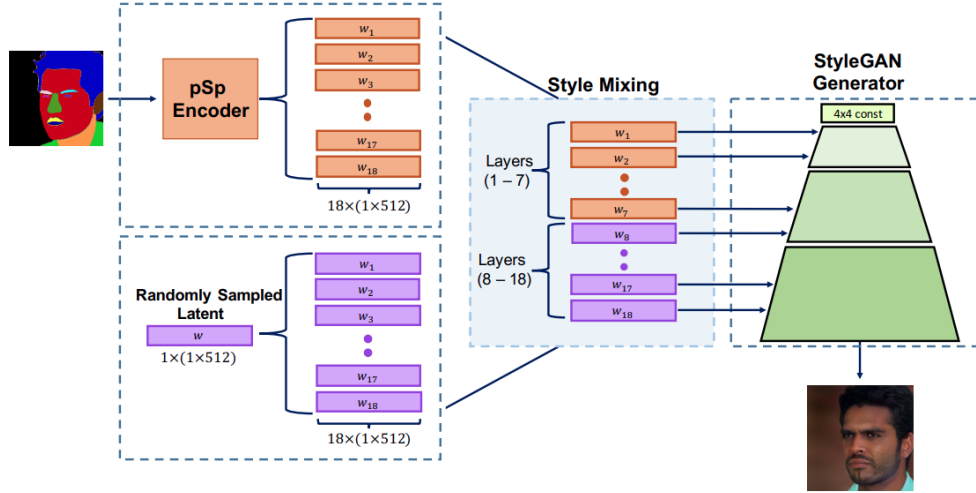 pSp
Encoder
w₁
w₂
w₃
w₁₇
w₁₈
18×(1×512)
Randomly Sampled
Latent
w
1×(1×512)
w₁
w₂
w₃
w₁₇
w₁₈
18×(1×512)
Style Mixing
Layers
(1 – 7)
w₁
w₂
w₇
Layers
(8 – 18)
w₈
w₁₇
w₁₈
StyleGAN
Generator
4x4 const